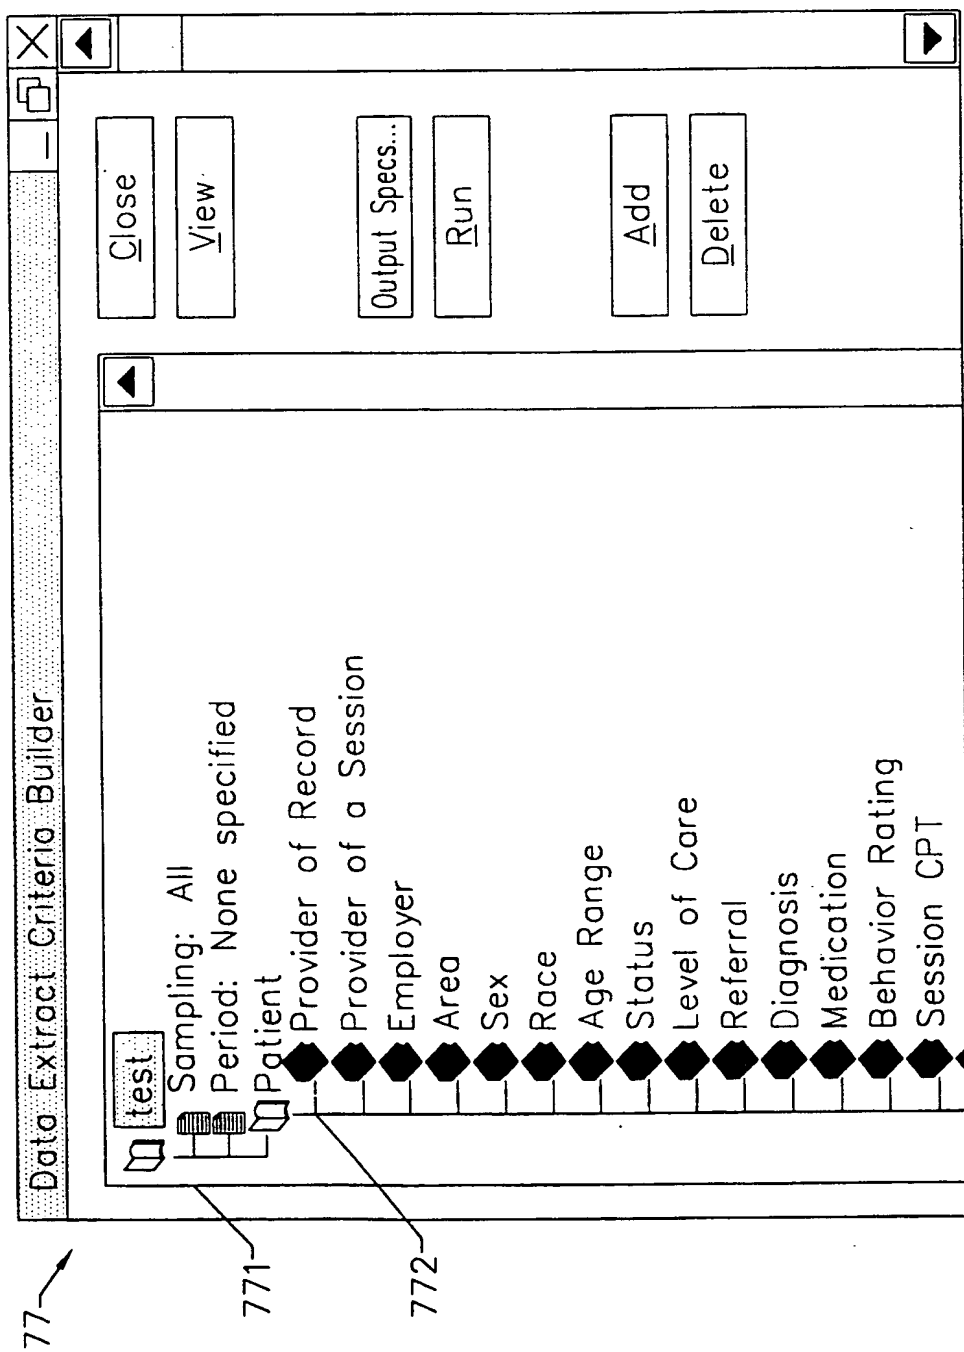 Data Extract Criteria Builder
test
Sampling: All
Period: None specified
Patient
Provider of Record
Provider of a Session
Employer
Area
Sex
Race
Age Range
Status
Level of Care
Referral
Diagnosis
Medication
Behavior Rating
Session CPT
Close
View
Output Specs...
Run
Add
Delete
77
771
772